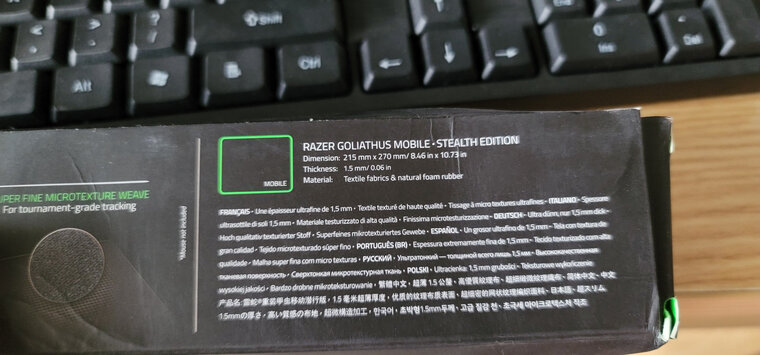 Shift
Alt
Ctrl
0
Ins
Del
SUPER FINE MICROTEXTURE WEAVE
For tournament-grade tracking
*Mouse not included
MOBILE
RAZER GOLIATHUS MOBILE • STEALTH EDITION
Dimension: 215 mm x 270 mm/ 8.46 in x 10.73 in
Thickness: 1.5 mm/ 0.06 in
Material: Textile fabrics & natural foam rubber
FRANÇAIS • Une épaisseur ultrafine de 1,5 mm • Textile texturé de haute qualité • Tissage à micro textures ultrafines • ITALIANO • Spessore
ultrasottile di soli 1,5 mm • Materiale testurizzato di alta qualità • Finissima microtesturizzazione • DEUTSCH • Ultra dünn, nur 1,5 mm dick •
Hoch qualitativ texturierter Stoff • Superfeines microtexturiertes Gewebe • ESPAÑOL • Un grosor ultrafino de 1,5 mm • Tela con textura de
gran calidad • Tejido microtexturado súper fino • PORTUGUÊS (BR) • Espessura extremamente fina de 1,5 mm • Tecido texturizado com alta
qualidade • Malha super fina com micro texturas • РУССКИЙ • Ультратонкий — толщиной всего лишь 1,5 мм • Высококачественная
тканевая поверхность • Сверхтонкая микротекстурная ткань • POLSKI • Ultracienka: 1,5 mm grubości • Teksturowane włókno
wysokiej jakości • Bardzo drobne mikroteksturowanie • 繁體中文 • 超薄 1.5 公釐 • 高優質紋理布 • 超細微微紋理織布 • 简体中文 • 中文
产品名: 雷蛇®重装甲虫移动潜行版 • 1.5 毫米超薄厚度 • 优质的纹理布质表面 • 超细密的网状纹理编织面料 • 日本語 • 超スリム
1.5mmの厚さ • 高い質感の布地 • 超微構造加工 • 한국어 • 초박형 1.5mm 두께 • 고급 질감 천 • 초극세 마이크로텍스처 직조